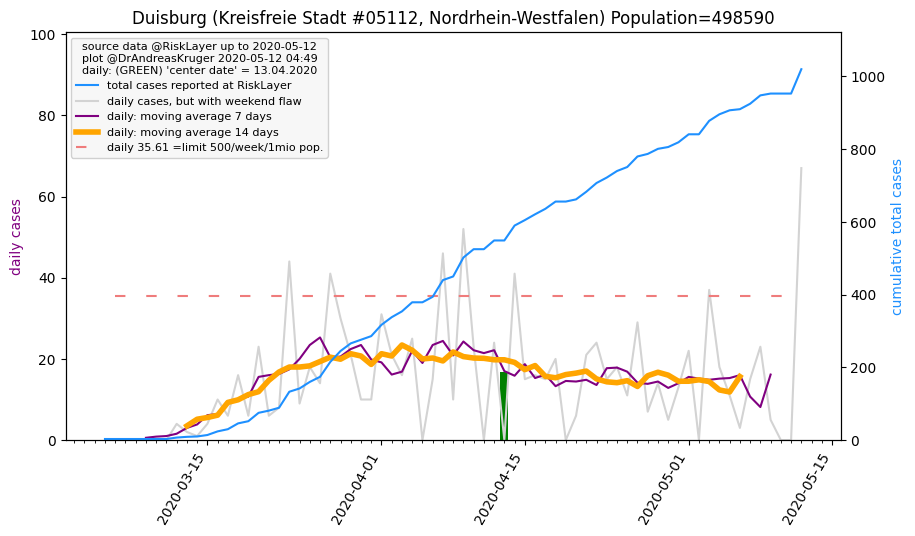 Duisburg (Kreisfreie Stadt #05112, Nordrhein-Westfalen) Population=498590
source data @RiskLayer up to 2020-05-12
plot @DrAndreasKruger 2020-05-12 04:49
daily: (GREEN) 'center date' = 13.04.2020
total cases reported at RiskLayer
daily cases, but with weekend flaw
daily: moving average 7 days
daily: moving average 14 days
daily 35.61 =limit 500/week/1mio pop.
daily cases
100
80
60
40
20
0
cumulative total cases
1000
800
600
400
200
0
2020-03-15
2020-04-01
2020-04-15
2020-05-01
2020-05-15